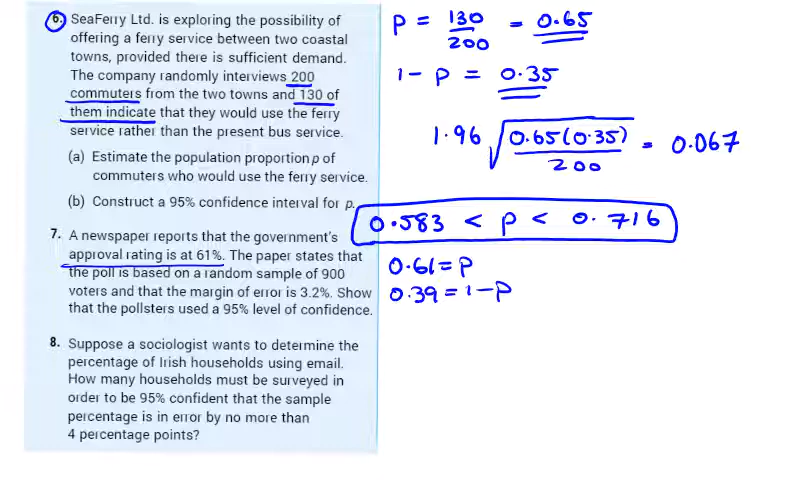 6. SeaFerry Ltd. is exploring the possibility of
offering a ferry service between two coastal
towns, provided there is sufficient demand.
The company randomly interviews 200
commuters from the two towns and 130 of
them indicate that they would use the ferry
service rather than the present bus service.
(a) Estimate the population proportion p of
commuters who would use the ferry service.
(b) Construct a 95% confidence interval for p.
7. A newspaper reports that the government's
approval rating is at 61%. The paper states that
the poll is based on a random sample of 900
voters and that the margin of error is 3.2%. Show
that the pollsters used a 95% level of confidence.
8. Suppose a sociologist wants to determine the
percentage of Irish households using email.
How many households must be surveyed in
order to be 95% confident that the sample
percentage is in error by no more than
4 percentage points?
P = 130/200 = 0.65
1 - P = 0.35
1.96 √(0.65(0.35)/200) = 0.067
0.583 < P < 0.716
0.61 = P
0.39 = 1 - P